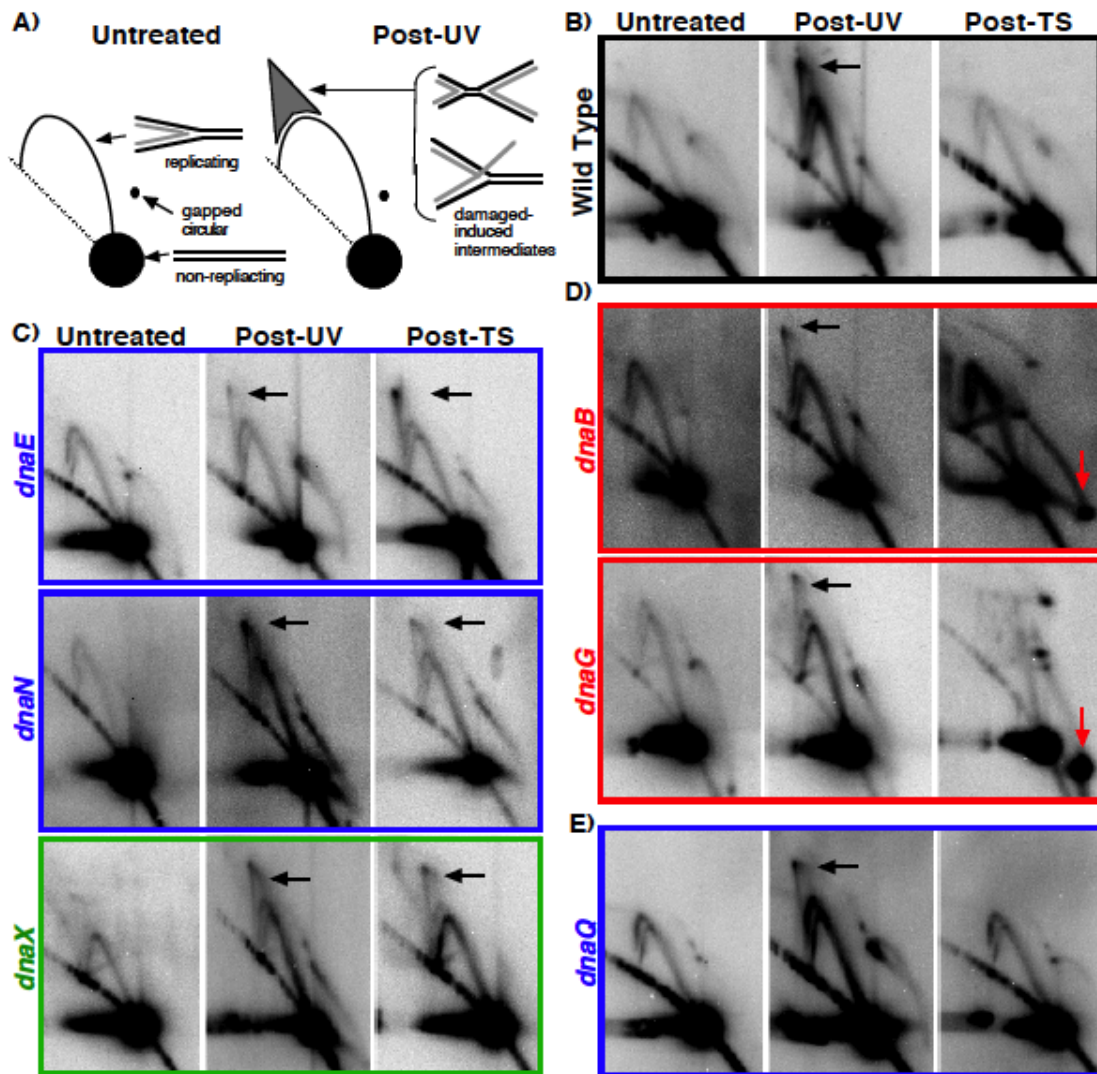 A)
Untreated Post-UV
replicating
gapped
circular
non-repliacting
damaged-
induced
intermediates
B)
Untreated Post-UV Post-TS
Wild Type
C)
Untreated Post-UV Post-TS
dnaE
dnaN
dnaX
D)
dnaB
dnaG
E)
dnaQ